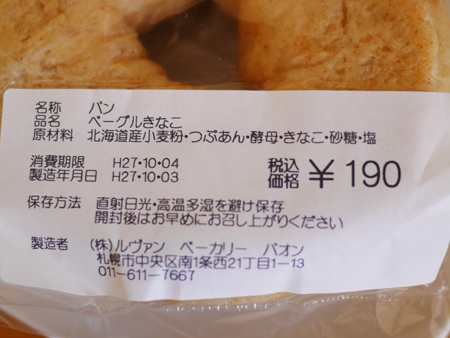 名称 パン
品名 ベーグルきなこ
原材料 北海道産小麦粉・つぶあん・酵母・きなこ・砂糖・塩
消費期限 H27・10・04
製造年月日 H27・10・03
税込価格 ￥190
保存方法 直射日光・高温多湿を避け保存
開封後はお早めにお召し上がりください
製造者 (株)ルヴァン ベーカリー パオン
札幌市中央区南1条西21丁目1-13
011-611-7667